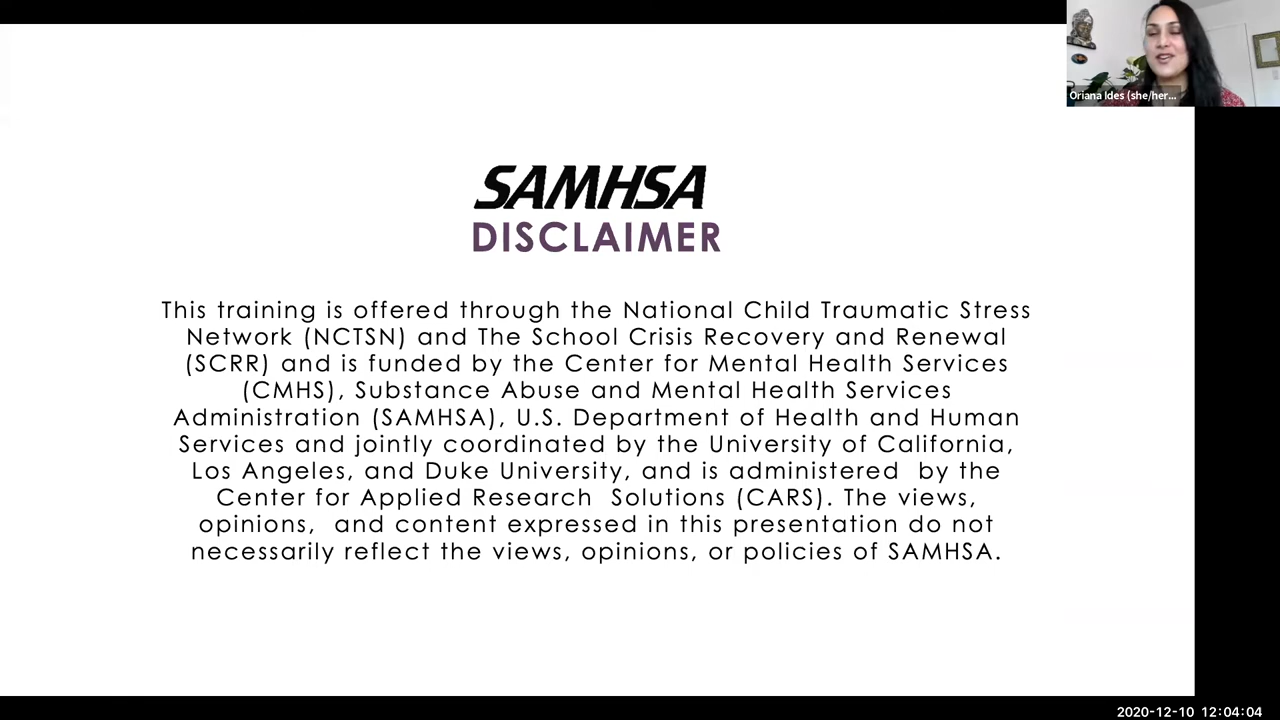 Oriana Ides (she/her...
SAMHSA
DISCLAIMER
This training is offered through the National Child Traumatic Stress
Network (NCTSN) and The School Crisis Recovery and Renewal
(SCRR) and is funded by the Center for Mental Health Services
(CMHS), Substance Abuse and Mental Health Services
Administration (SAMHSA), U.S. Department of Health and Human
Services and jointly coordinated by the University of California,
Los Angeles, and Duke University, and is administered by the
Center for Applied Research Solutions (CARS). The views,
opinions, and content expressed in this presentation do not
necessarily reflect the views, opinions, or policies of SAMHSA.
2020-12-10 12:04:04